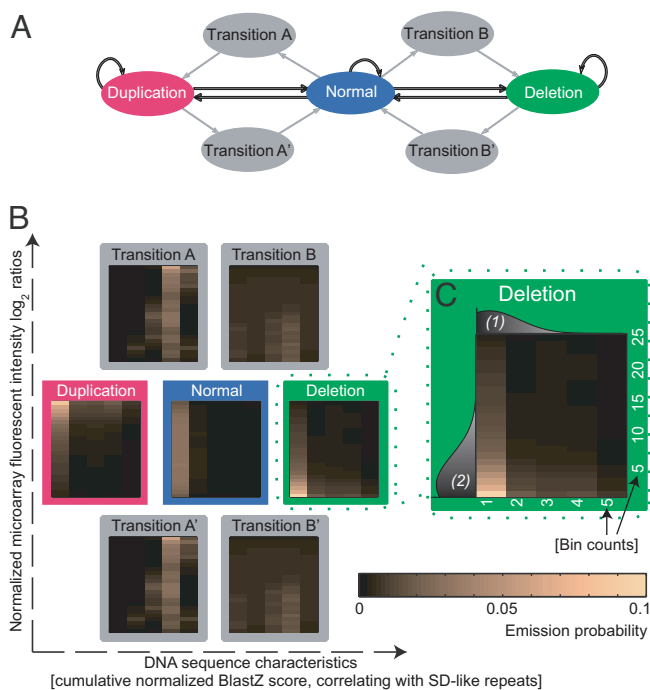 A
Transition A
Transition B
Duplication
Normal
Deletion
Transition A'
Transition B'
B
Normalized microarray fluorescent intensity log2 ratios
Transition A
Transition B
Duplication
Normal
Deletion
Transition A'
Transition B'
DNA sequence characteristics
[cumulative normalized BlastZ score, correlating with SD-like repeats]
C
Deletion
(1)
(2)
25
20
15
10
5
1
2
3
4
5
[Bin counts]
0
0.05
0.1
Emission probability